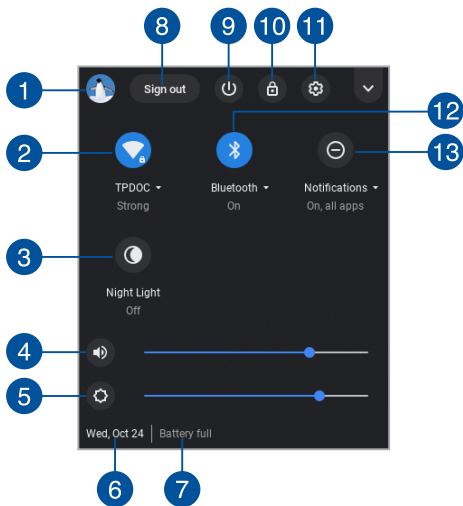 8 9 10 11
1 Sign out
12
2
13
TPDOC Bluetooth Notifications
Strong On On, all apps
3
Night Light
Off
4
5
Wed, Oct 24 Battery full
6 7